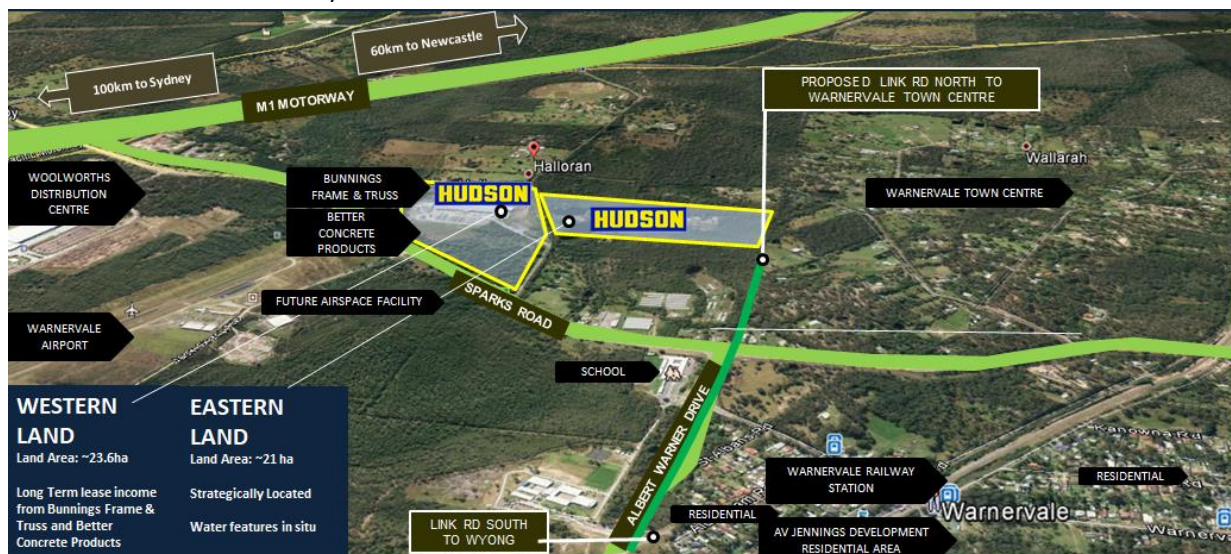 60km to Newcastle
100km to Sydney
M1 MOTORWAY
PROPOSED LINK RD NORTH TO
WARNERVALE TOWN CENTRE
WOOLWORTHS
DISTRIBUTION
CENTRE
BUNNINGS
FRAME & TRUSS
Halloran
Wallarah
HUDSON
HUDSON
WARNERVALE TOWN CENTRE
BETTER
CONCRETE
PRODUCTS
FUTURE AIRSPACE FACILITY
SPARKS ROAD
WARNERVALE
AIRPORT
SCHOOL
ALBERT WARNER DRIVE
WESTERN
LAND
Land Area: ~23.6ha
Long Term lease income
from Bunnings Frame &
Truss and Better
Concrete Products
EASTERN
LAND
Land Area: ~21 ha
Strategically Located
Water features in situ
St Albans Rd
Kanowna Rd
WARNERVALE RAILWAY
STATION
RESIDENTIAL
RESIDENTIAL
Warnervale
LINK RD SOUTH
TO WYONG
AV JENNINGS DEVELOPMENT
RESIDENTIAL AREA